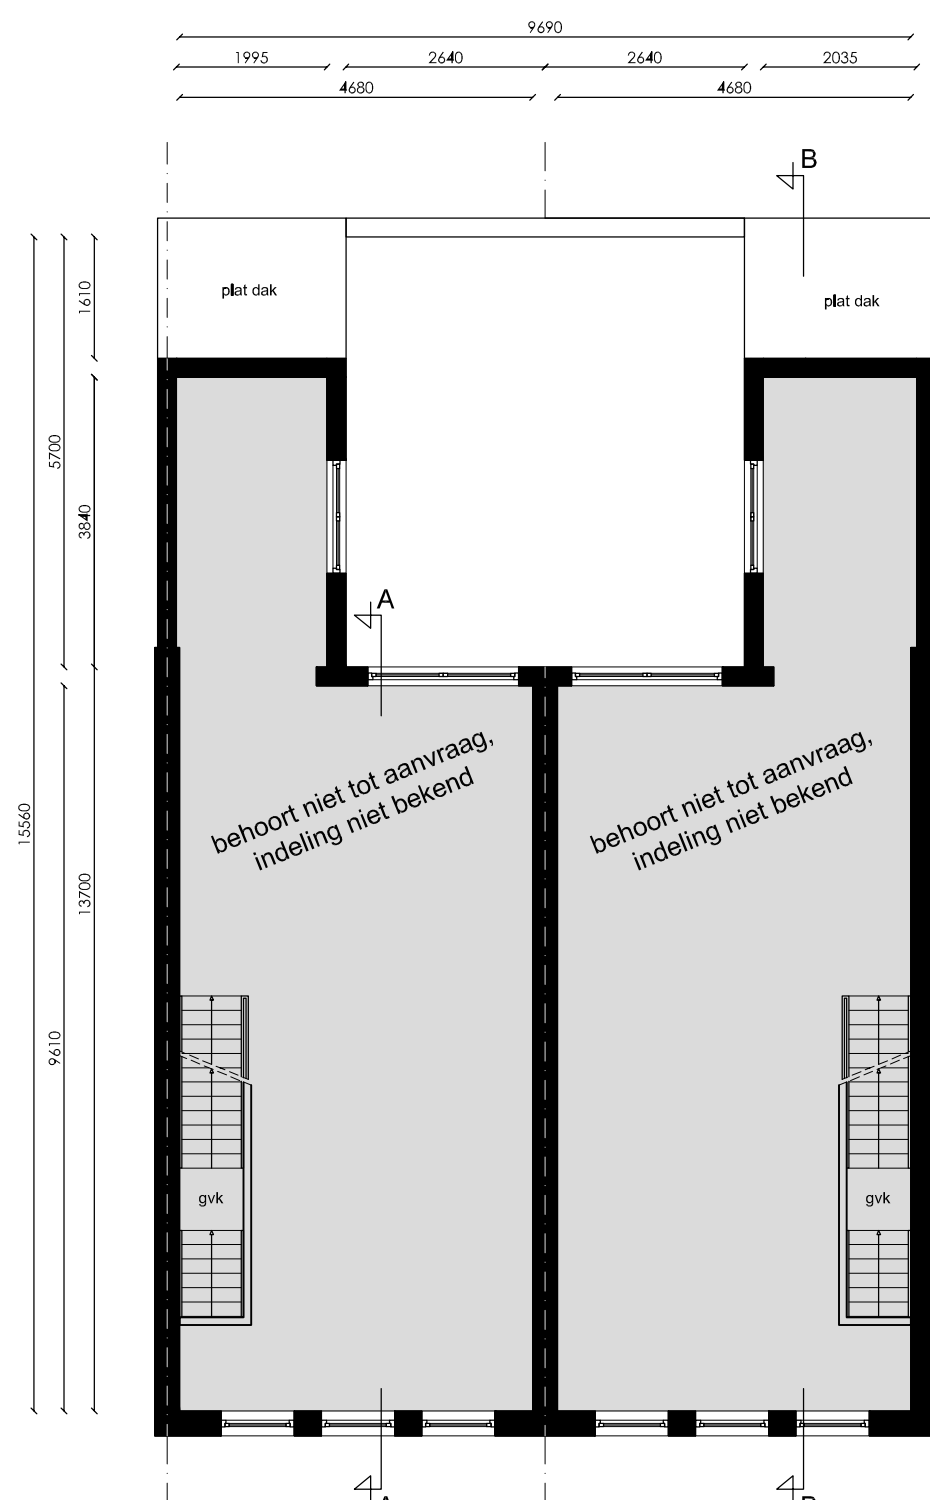 9690
1995
2640
2640
2035
4680
4680
B
plat dak
plat dak
1610
5700
3840
A
behoort niet tot aanvraag,
indeling niet bekend
behoort niet tot aanvraag,
indeling niet bekend
15560
13700
9610
gvk
gvk
A
B